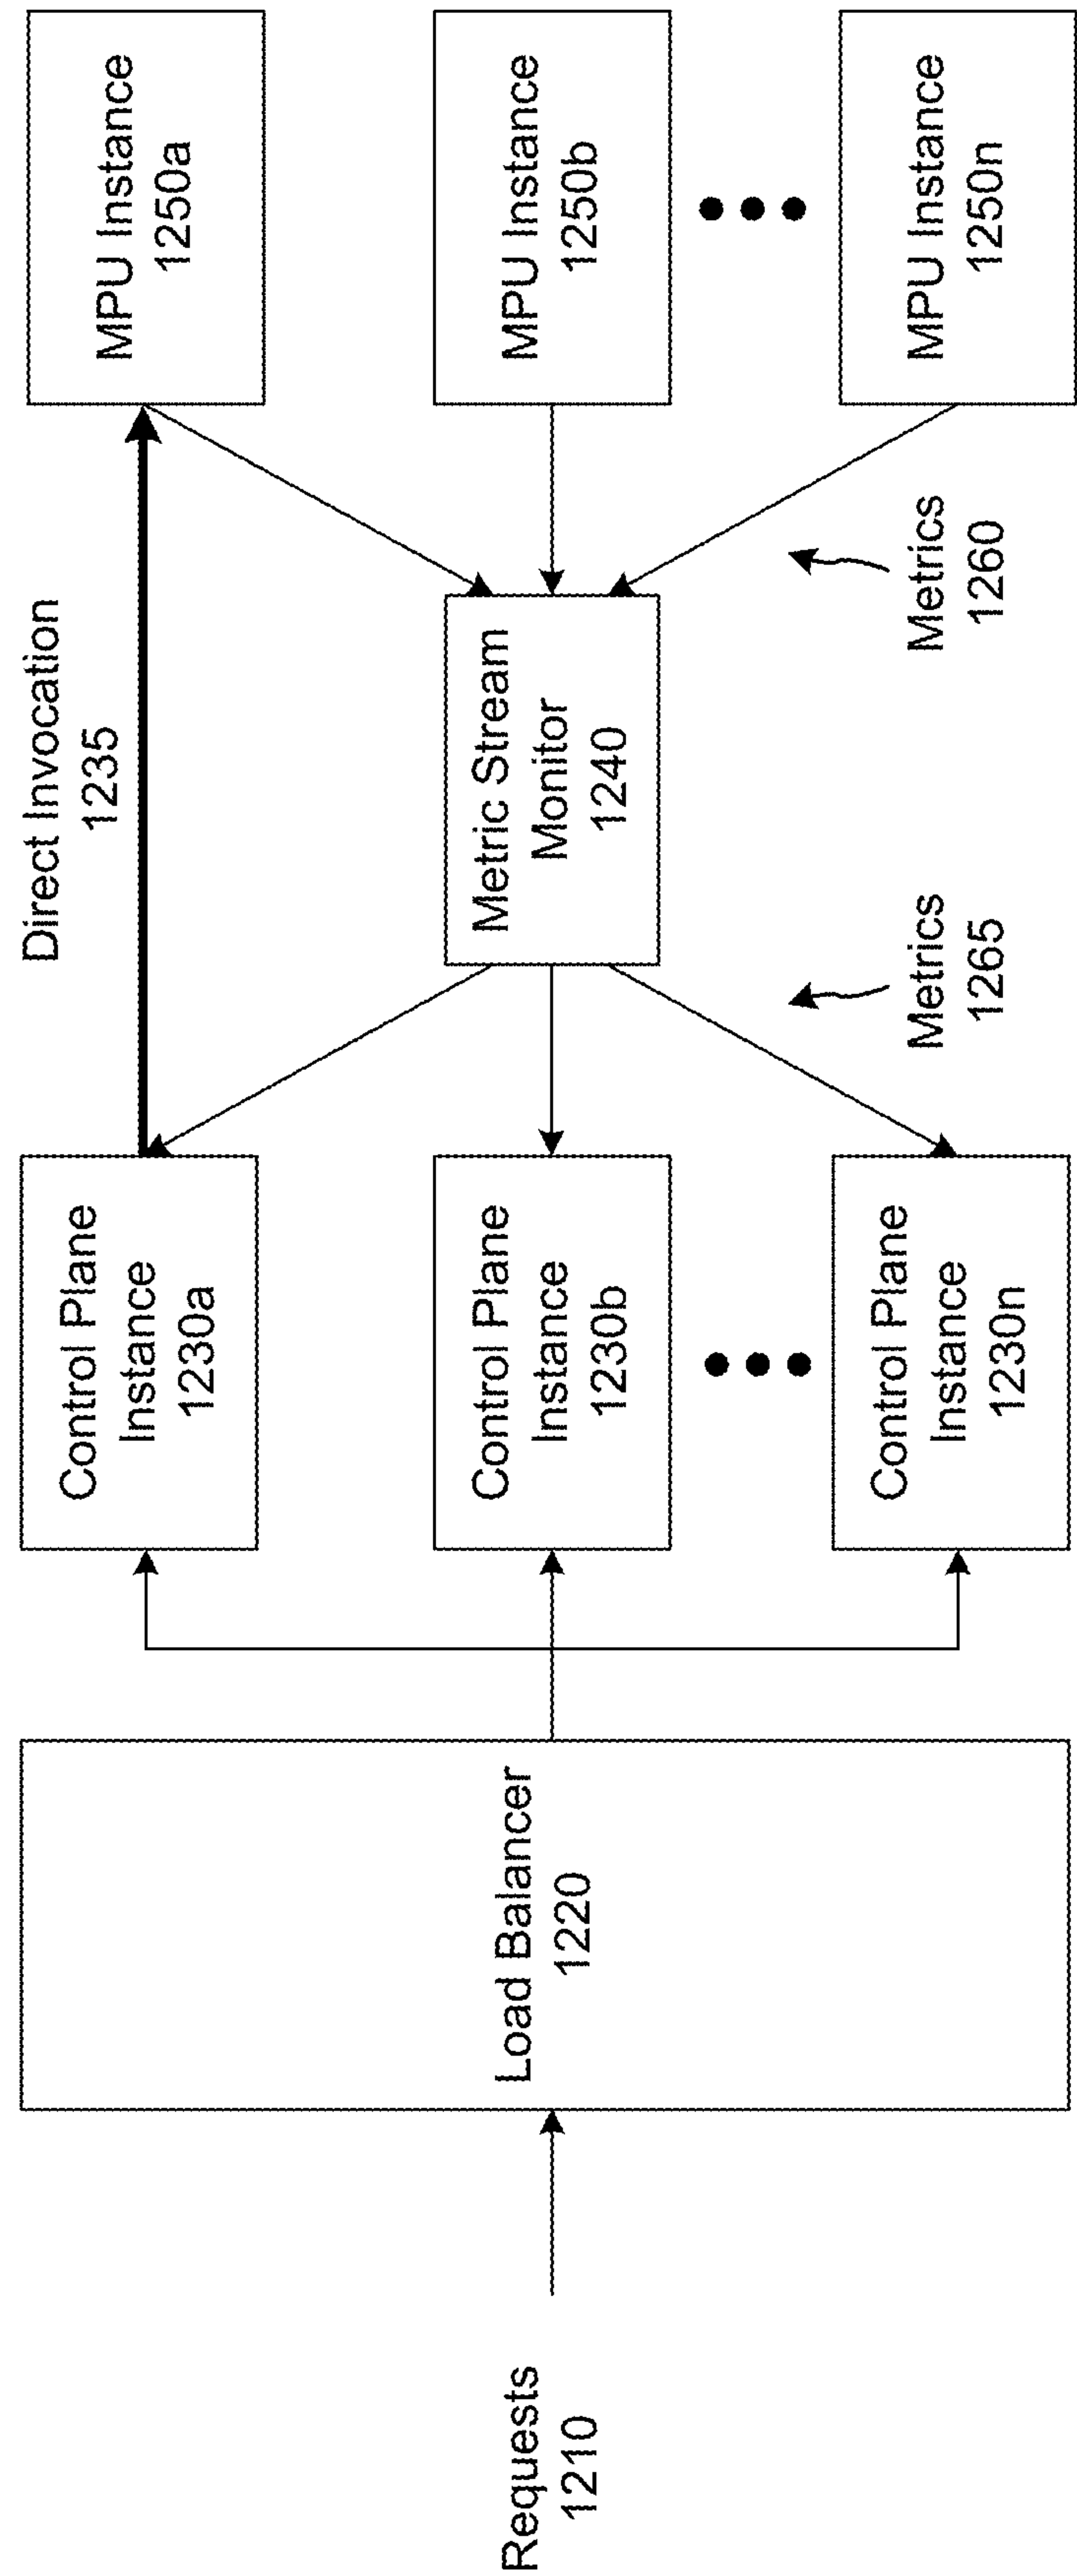 Requests
1210
Load Balancer
1220
Control Plane
Instance
1230a
Control Plane
Instance
1230b
Control Plane
Instance
1230n
Direct Invocation
1235
Metric Stream
Monitor
1240
Metrics
1265
Metrics
1260
MPU Instance
1250a
MPU Instance
1250b
MPU Instance
1250n